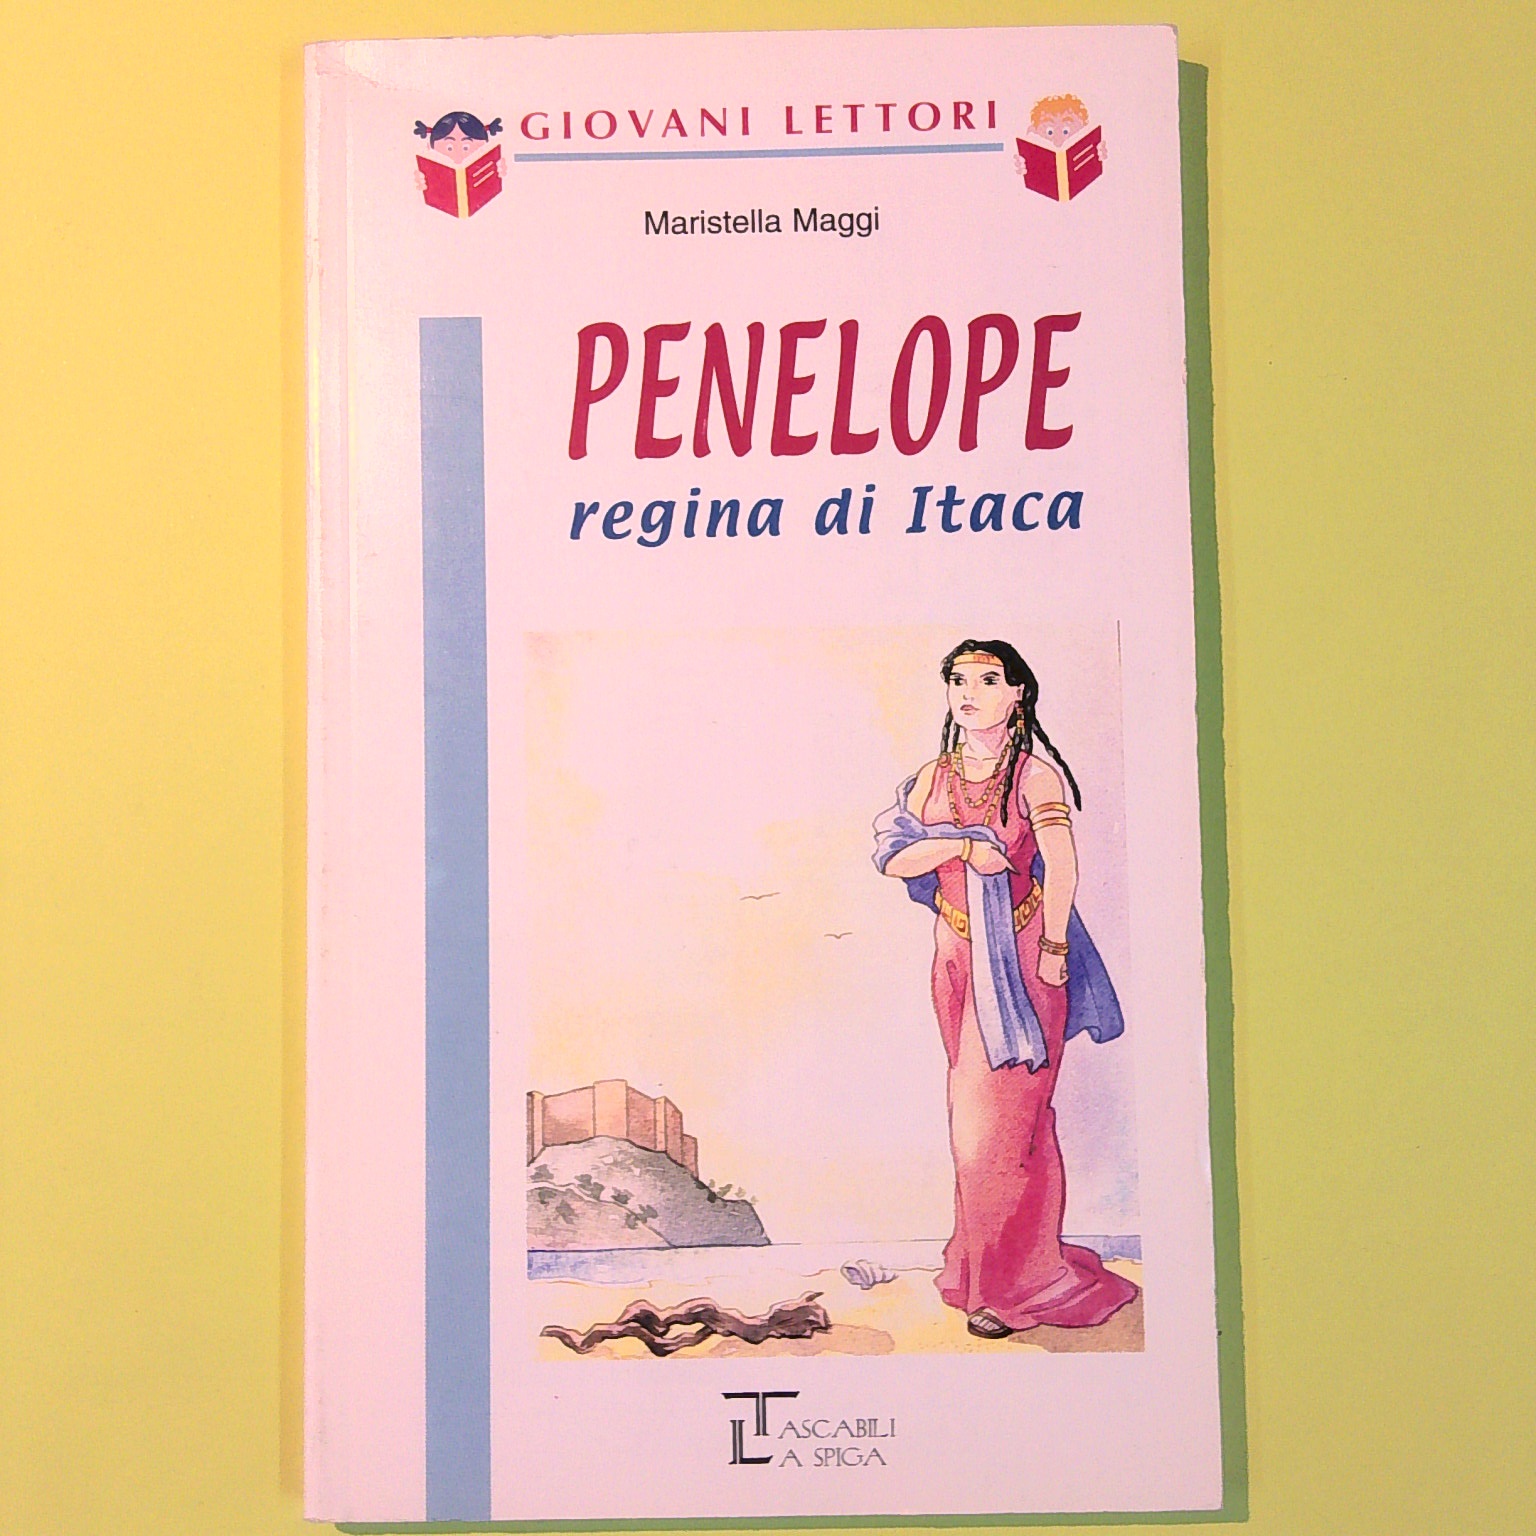 GIOVANI LETTORI
Maristella Maggi
PENELOPE
regina di Itaca
TASCABILI
LA SPIGA